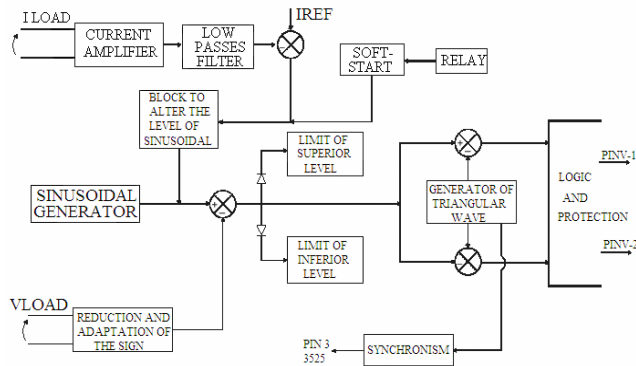 I LOAD
CURRENT
AMPLIFIER
LOW
PASSES
FILTER
IREF
SOFT-
START
RELAY
BLOCK TO
ALTER THE
LEVEL OF
SINUSOIDAL
LIMIT OF
SUPERIOR
LEVEL
SINUSOIDAL
GENERATOR
GENERATOR OF
TRIANGULAR
WAVE
LOGIC
AND
PROTECTION
PINV-1
PINV-2
LIMIT OF
INFERIOR
LEVEL
VLOAD
REDUCTION AND
ADAPTATION OF
THE SIGN
PIN 3
3525
SYNCHRONISM